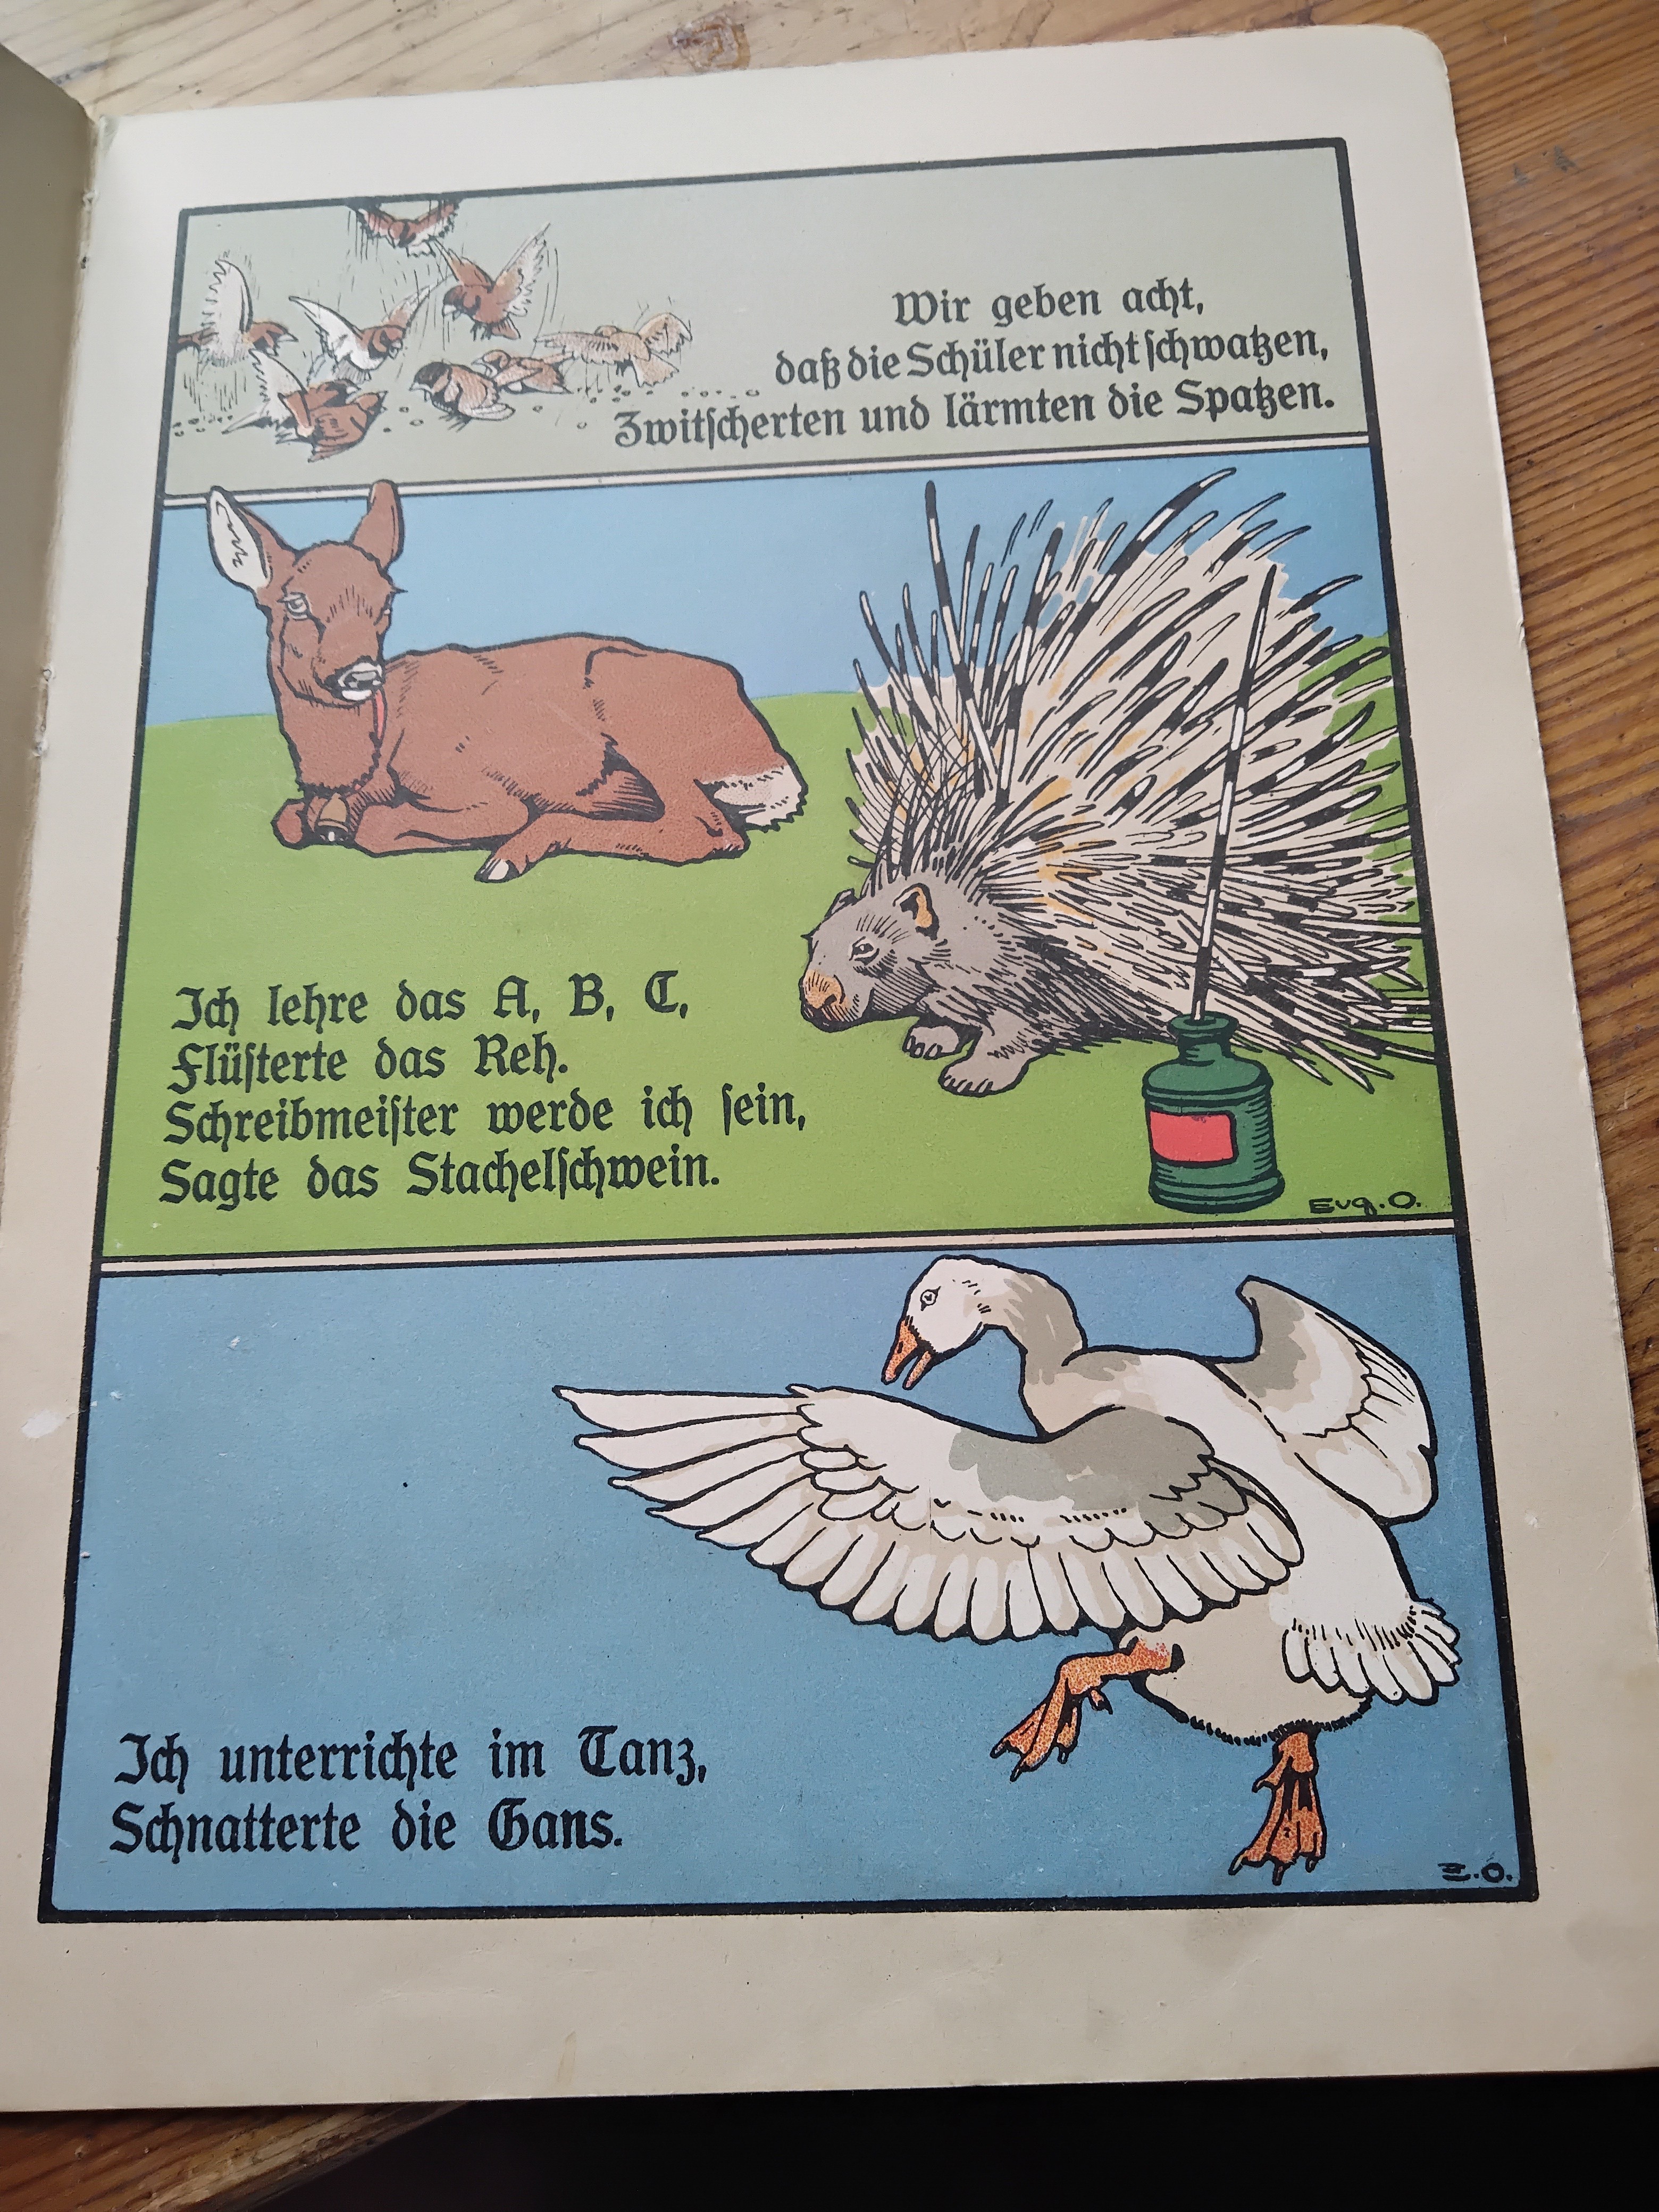 Wir geben acht,
daß die Schüler nicht schwatzen,
Zwitscherten und lärmten die Spatzen.
Ich lehre das A, B, C,
Flüsterte das Reh.
Schreibmeister werde ich sein,
Sagte das Stachelschwein.
Eug. O.
Ich unterrichte im Tanz,
Schnatterte die Gans.
E. O.